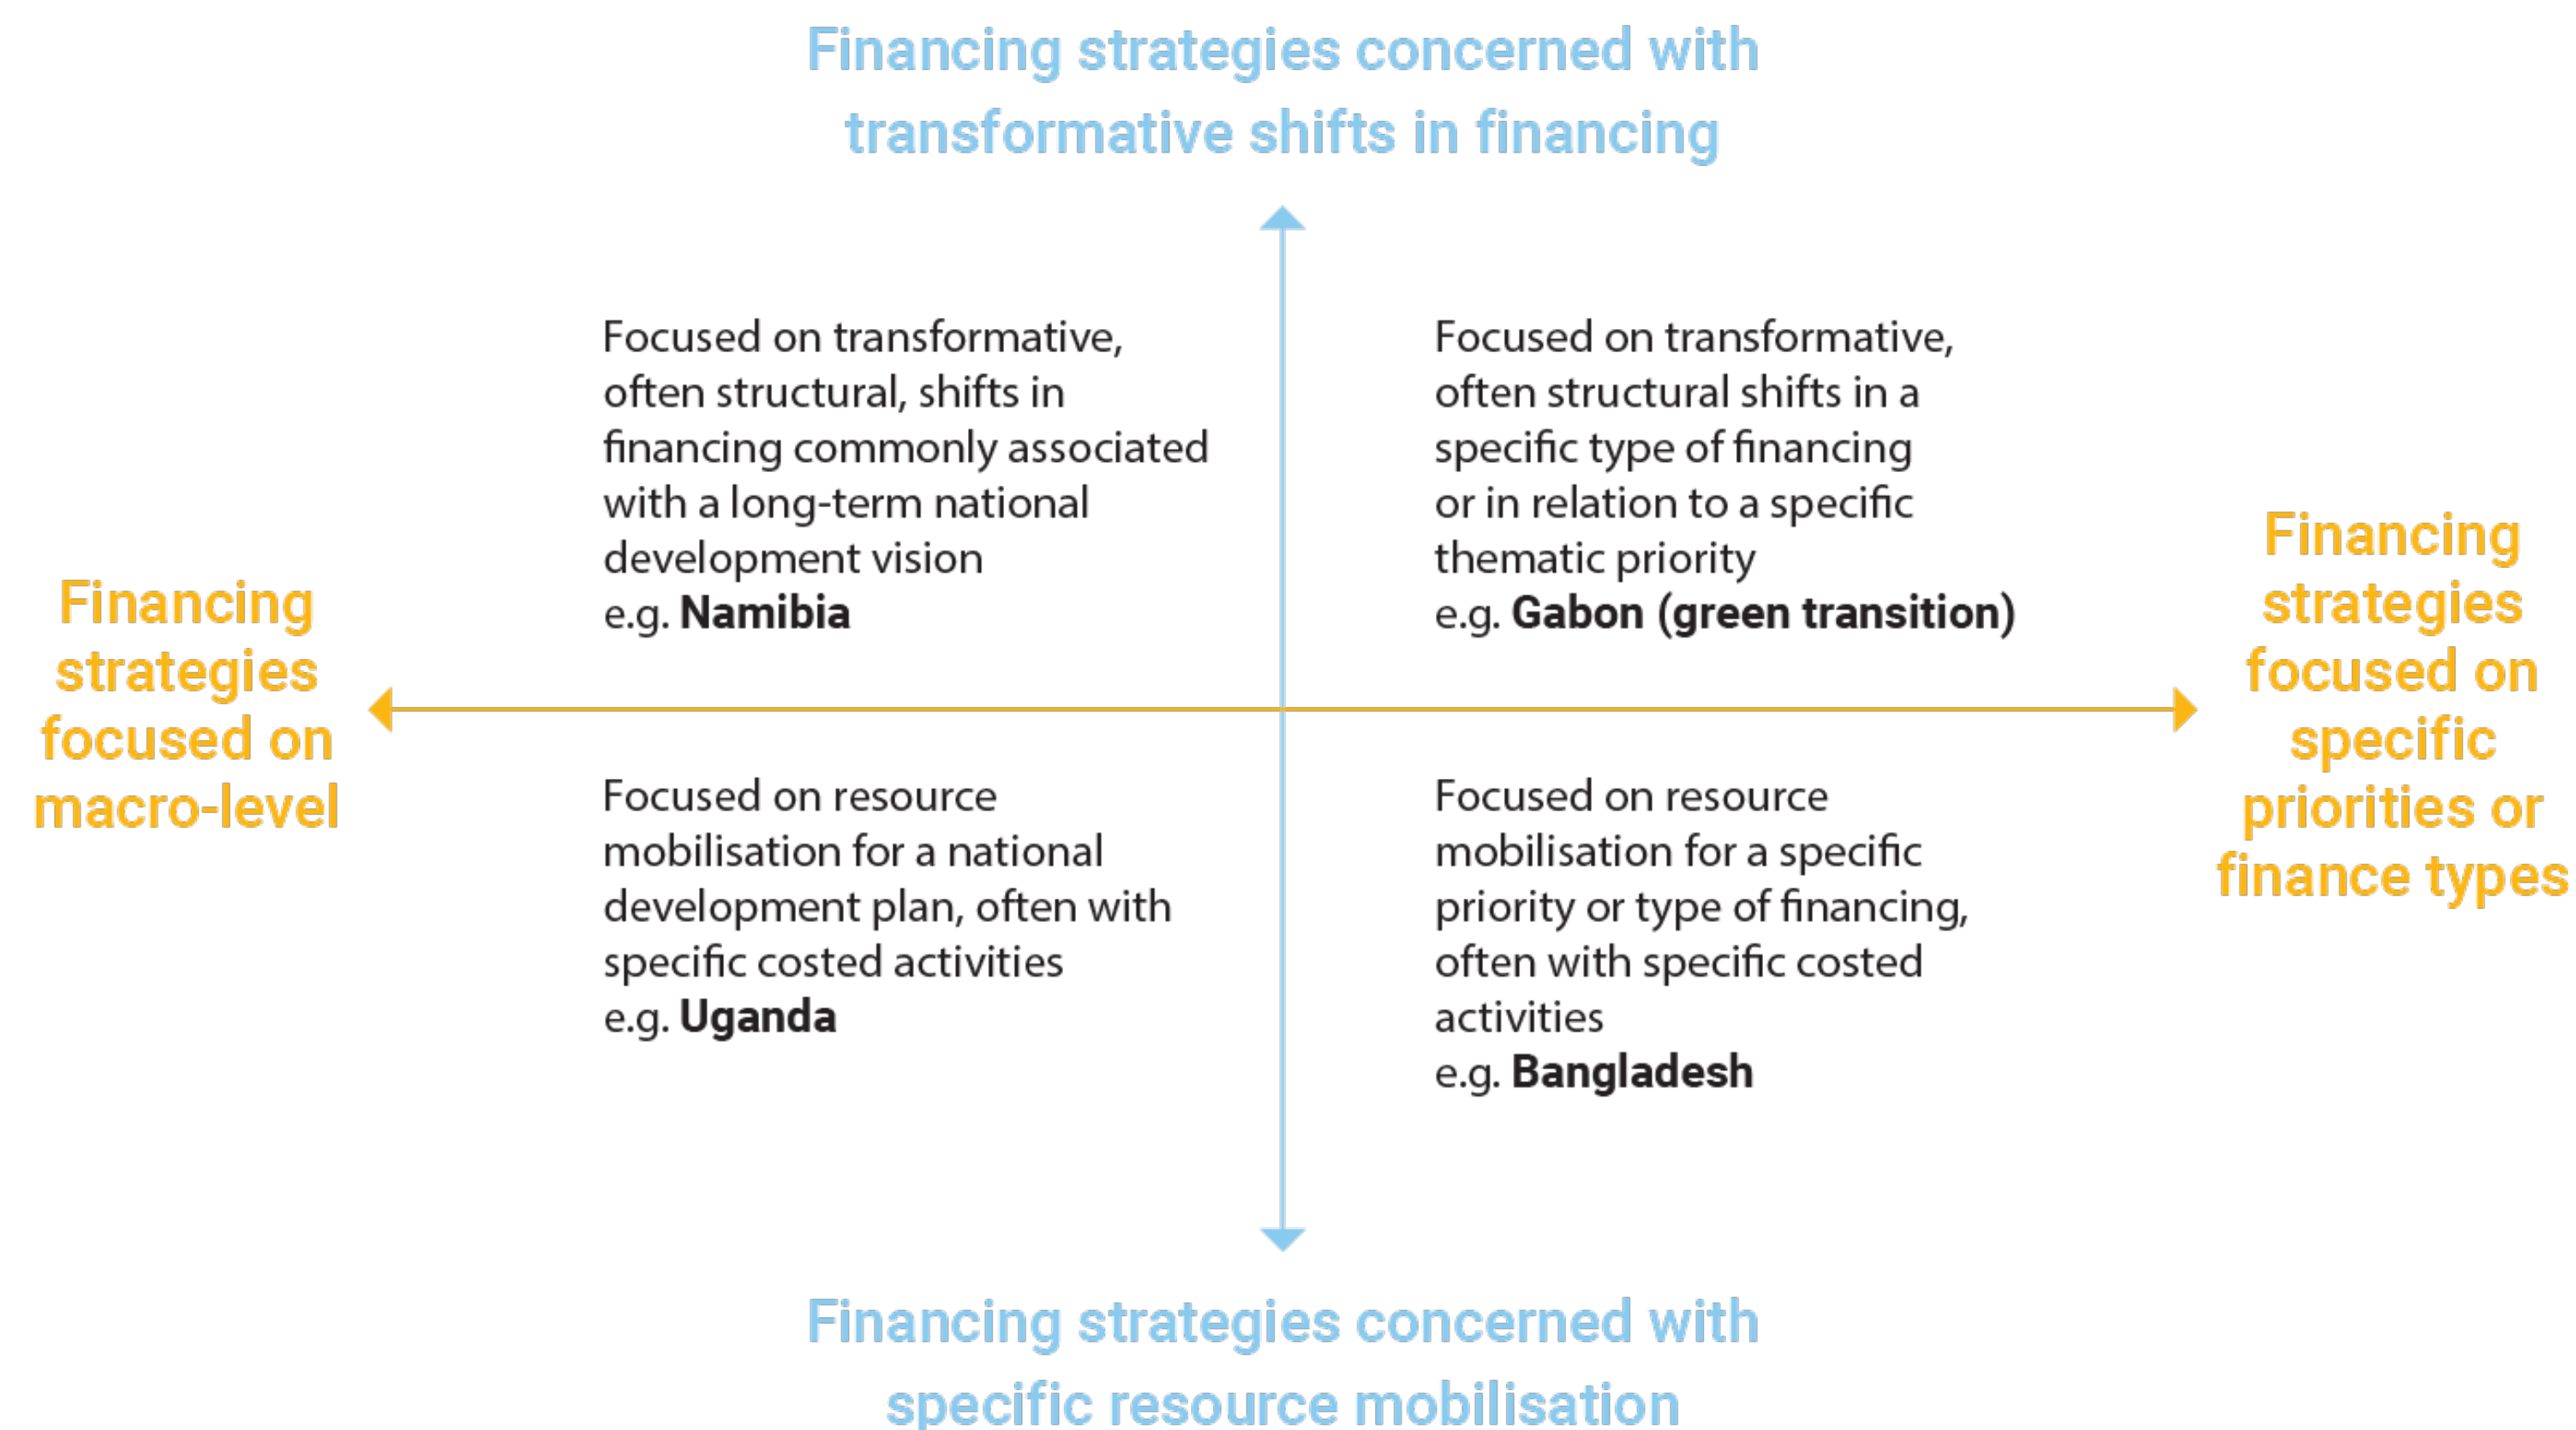 Financing strategies concerned with
transformative shifts in financing
Focused on transformative,
often structural, shifts in
financing commonly associated
with a long-term national
development vision
e.g. Namibia
Focused on transformative,
often structural shifts in a
specific type of financing
or in relation to a specific
thematic priority
e.g. Gabon (green transition)
Financing
strategies
focused on
macro-level
Financing
strategies
focused on
specific
priorities or
finance types
Focused on resource
mobilisation for a national
development plan, often with
specific costed activities
e.g. Uganda
Focused on resource
mobilisation for a specific
priority or type of financing,
often with specific costed
activities
e.g. Bangladesh
Financing strategies concerned with
specific resource mobilisation